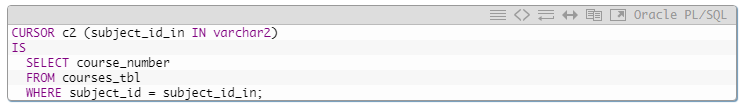 Oracle PL/SQL
CURSOR c2 (subject_id_in IN varchar2)
IS
  SELECT course_number
  FROM courses_tbl
  WHERE subject_id = subject_id_in;